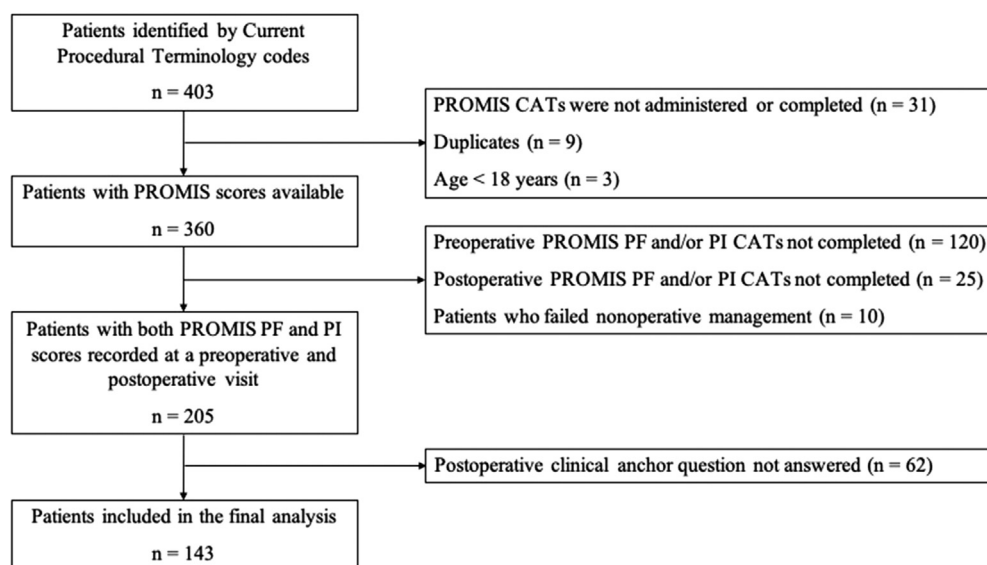 Patients identified by Current
Procedural Terminology codes
n = 403
PROMIS CATs were not administered or completed (n = 31)
Duplicates (n = 9)
Age < 18 years (n = 3)
Patients with PROMIS scores available
n = 360
Preoperative PROMIS PF and/or PI CATs not completed (n = 120)
Postoperative PROMIS PF and/or PI CATs not completed (n = 25)
Patients who failed nonoperative management (n = 10)
Patients with both PROMIS PF and PI
scores recorded at a preoperative and
postoperative visit
n = 205
Postoperative clinical anchor question not answered (n = 62)
Patients included in the final analysis
n = 143